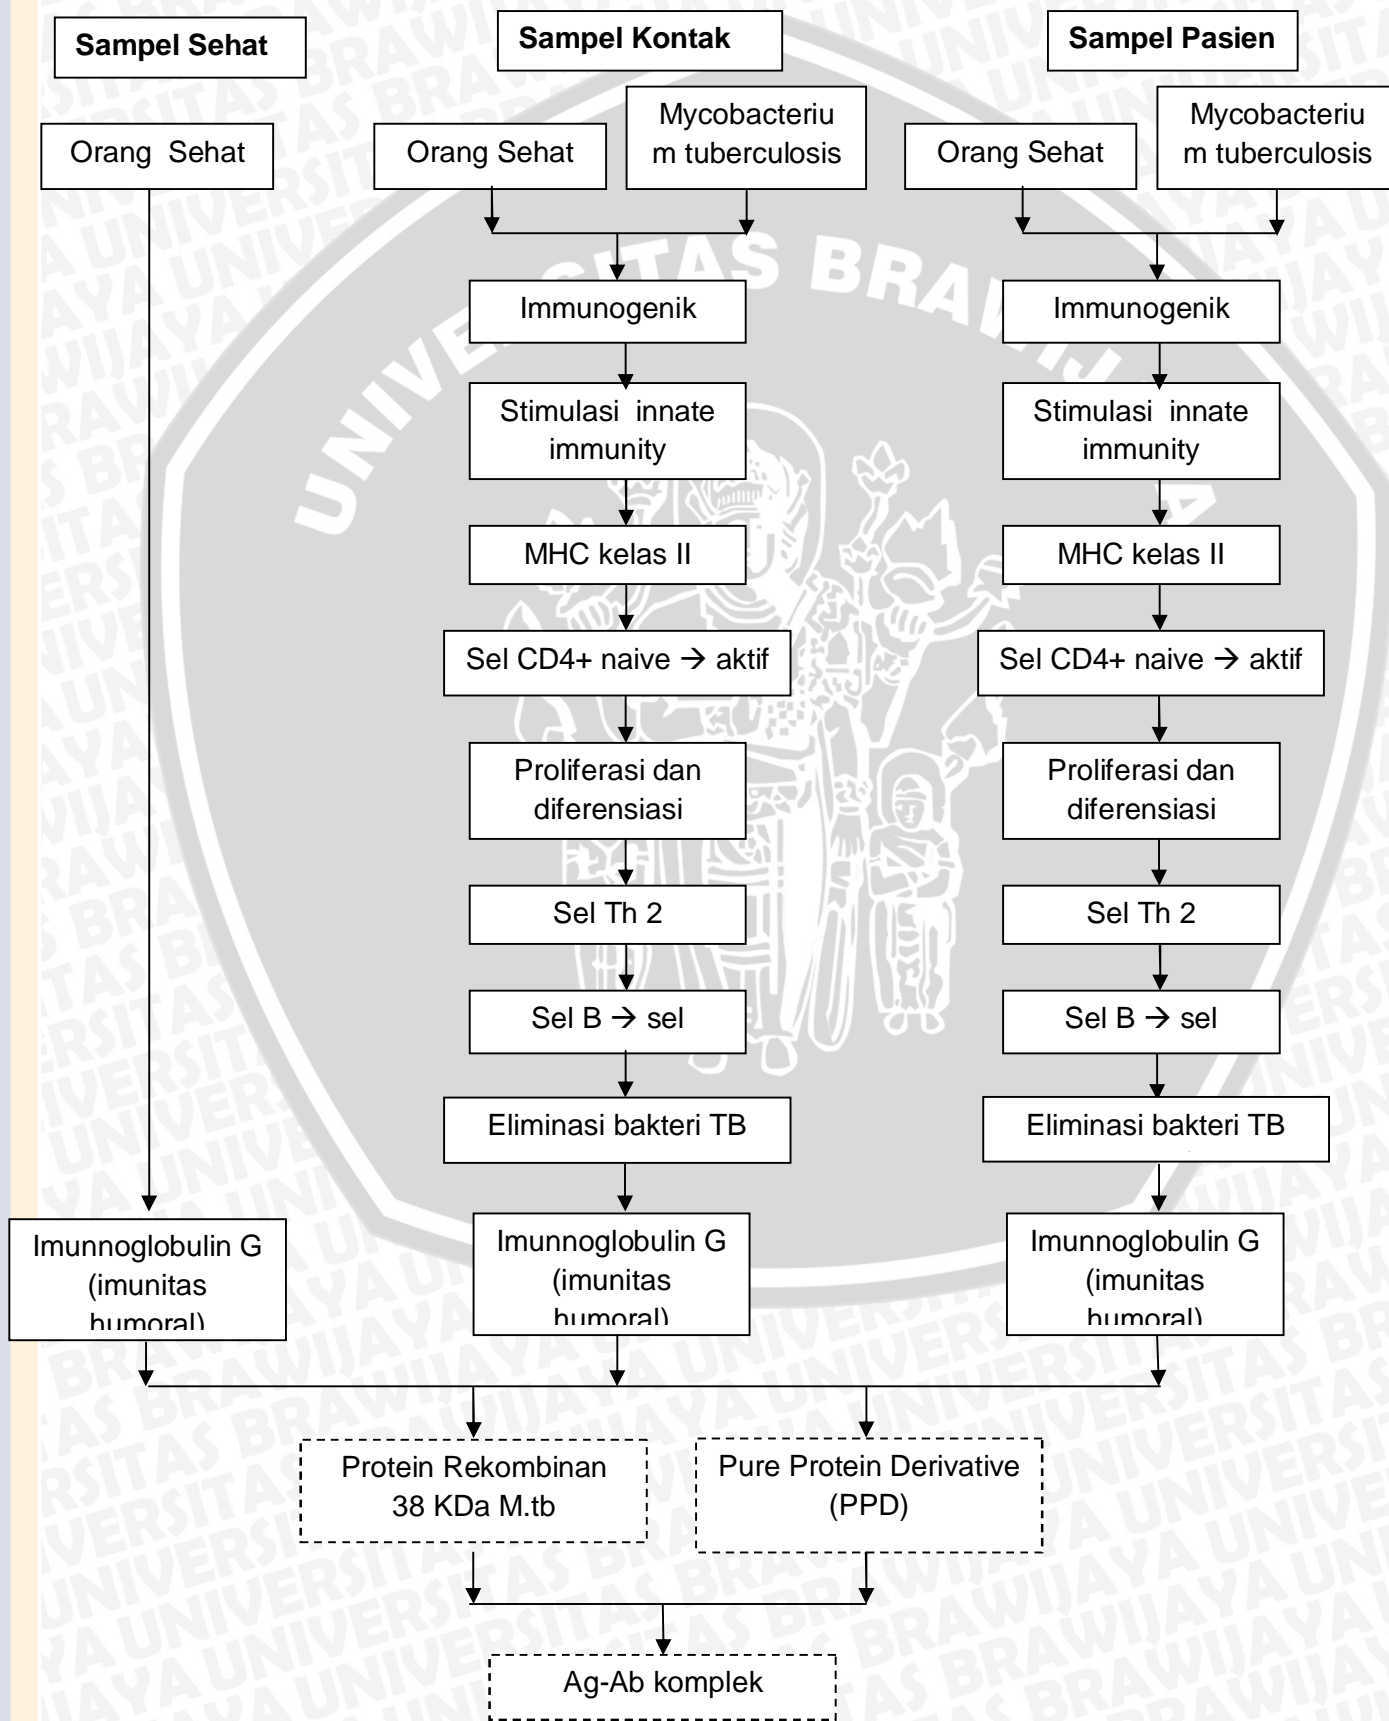 Sampel Sehat
Sampel Kontak
Sampel Pasien
Orang Sehat
Orang Sehat
Mycobacteriu
m tuberculosis
Orang Sehat
Mycobacteriu
m tuberculosis
UNIVERSITAS BRAWIJAYA
Immunogenik
Immunogenik
Stimulasi innate
immunity
Stimulasi innate
immunity
MHC kelas II
MHC kelas II
Sel CD4+ naive → aktif
Sel CD4+ naive → aktif
Proliferasi dan
diferensiasi
Proliferasi dan
diferensiasi
Sel Th 2
Sel Th 2
Sel B → sel
Sel B → sel
Eliminasi bakteri TB
Eliminasi bakteri TB
Imunnoglobulin G
(imunitas
humoral)
Imunnoglobulin G
(imunitas
humoral)
Imunnoglobulin G
(imunitas
humoral)
Protein Rekombinan
38 KDa M.tb
Pure Protein Derivative
(PPD)
Ag-Ab komplek